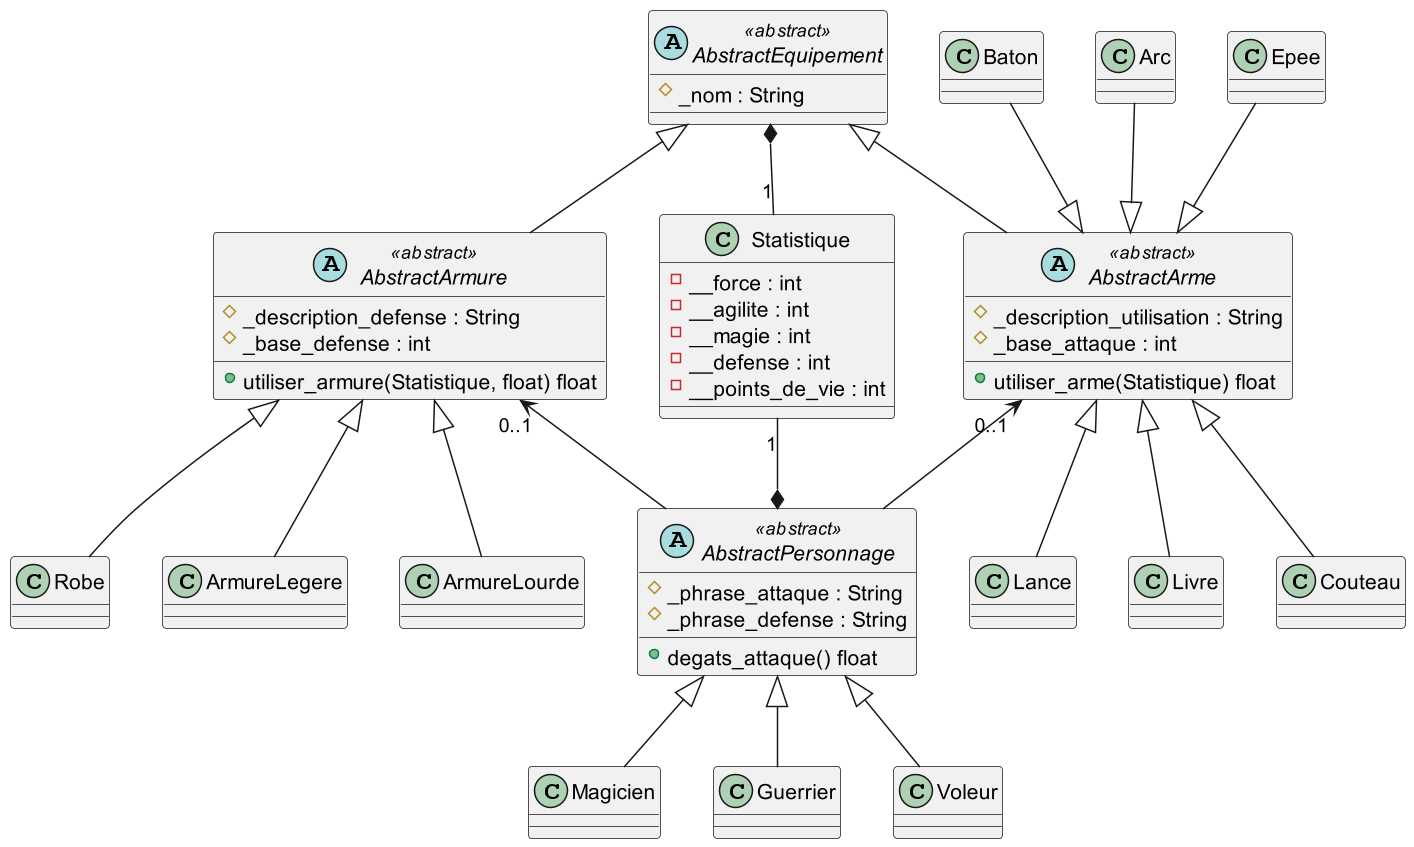 «abstract»
A AbstractEquipement
_nom : String
C Baton
C Arc
C Epee
1
«abstract»
A AbstractArmure
_description_defense : String
_base_defense : int
utiliser_armure(Statistique, float) float
C Statistique
__force : int
__agilite : int
__magie : int
__defense : int
__points_de_vie : int
«abstract»
A AbstractArme
_description_utilisation : String
_base_attaque : int
utiliser_arme(Statistique) float
0..1
1
0..1
C Robe
C ArmureLegere
C ArmureLourde
«abstract»
A AbstractPersonnage
_phrase_attaque : String
_phrase_defense : String
degats_attaque() float
C Lance
C Livre
C Couteau
C Magicien
C Guerrier
C Voleur